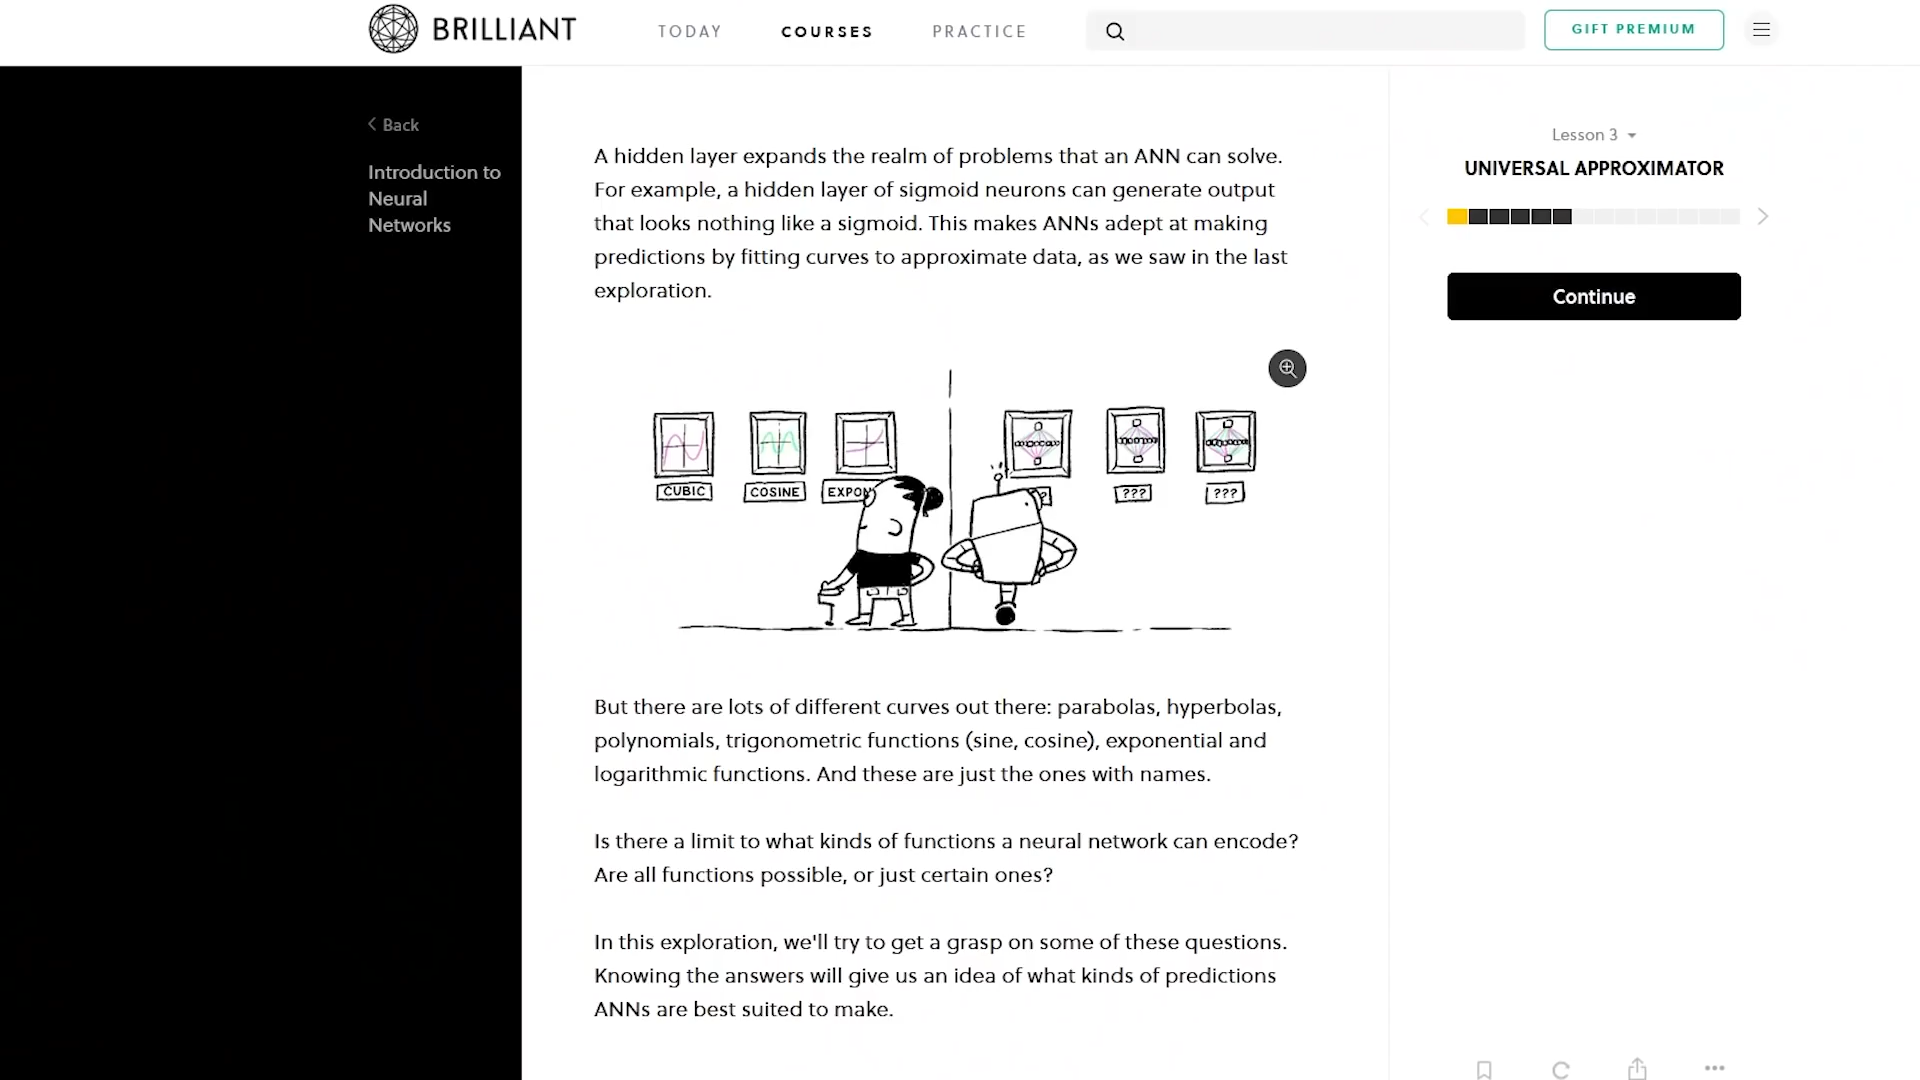 BRILLIANT
TODAY
COURSES
PRACTICE
GIFT PREMIUM
Back
Introduction to
Neural
Networks
A hidden layer expands the realm of problems that an ANN can solve.
For example, a hidden layer of sigmoid neurons can generate output
that looks nothing like a sigmoid. This makes ANNs adept at making
predictions by fitting curves to approximate data, as we saw in the last
exploration.
CUBIC
COSINE
EXPON
?
???
???
But there are lots of different curves out there: parabolas, hyperbolas,
polynomials, trigonometric functions (sine, cosine), exponential and
logarithmic functions. And these are just the ones with names.
Is there a limit to what kinds of functions a neural network can encode?
Are all functions possible, or just certain ones?
In this exploration, we'll try to get a grasp on some of these questions.
Knowing the answers will give us an idea of what kinds of predictions
ANNs are best suited to make.
Lesson 3
UNIVERSAL APPROXIMATOR
Continue